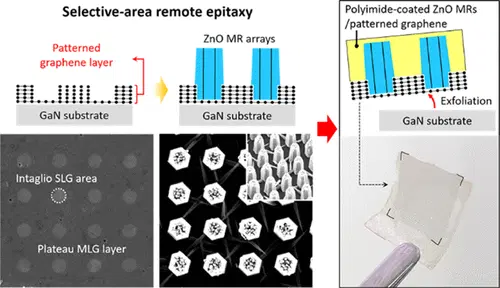 Selective-area remote epitaxy
Patterned
graphene layer
ZnO MR arrays
GaN substrate
GaN substrate
Intaglio SLG area
Plateau MLG layer
Polyimide-coated ZnO MRs
/patterned graphene
Exfoliation
GaN substrate